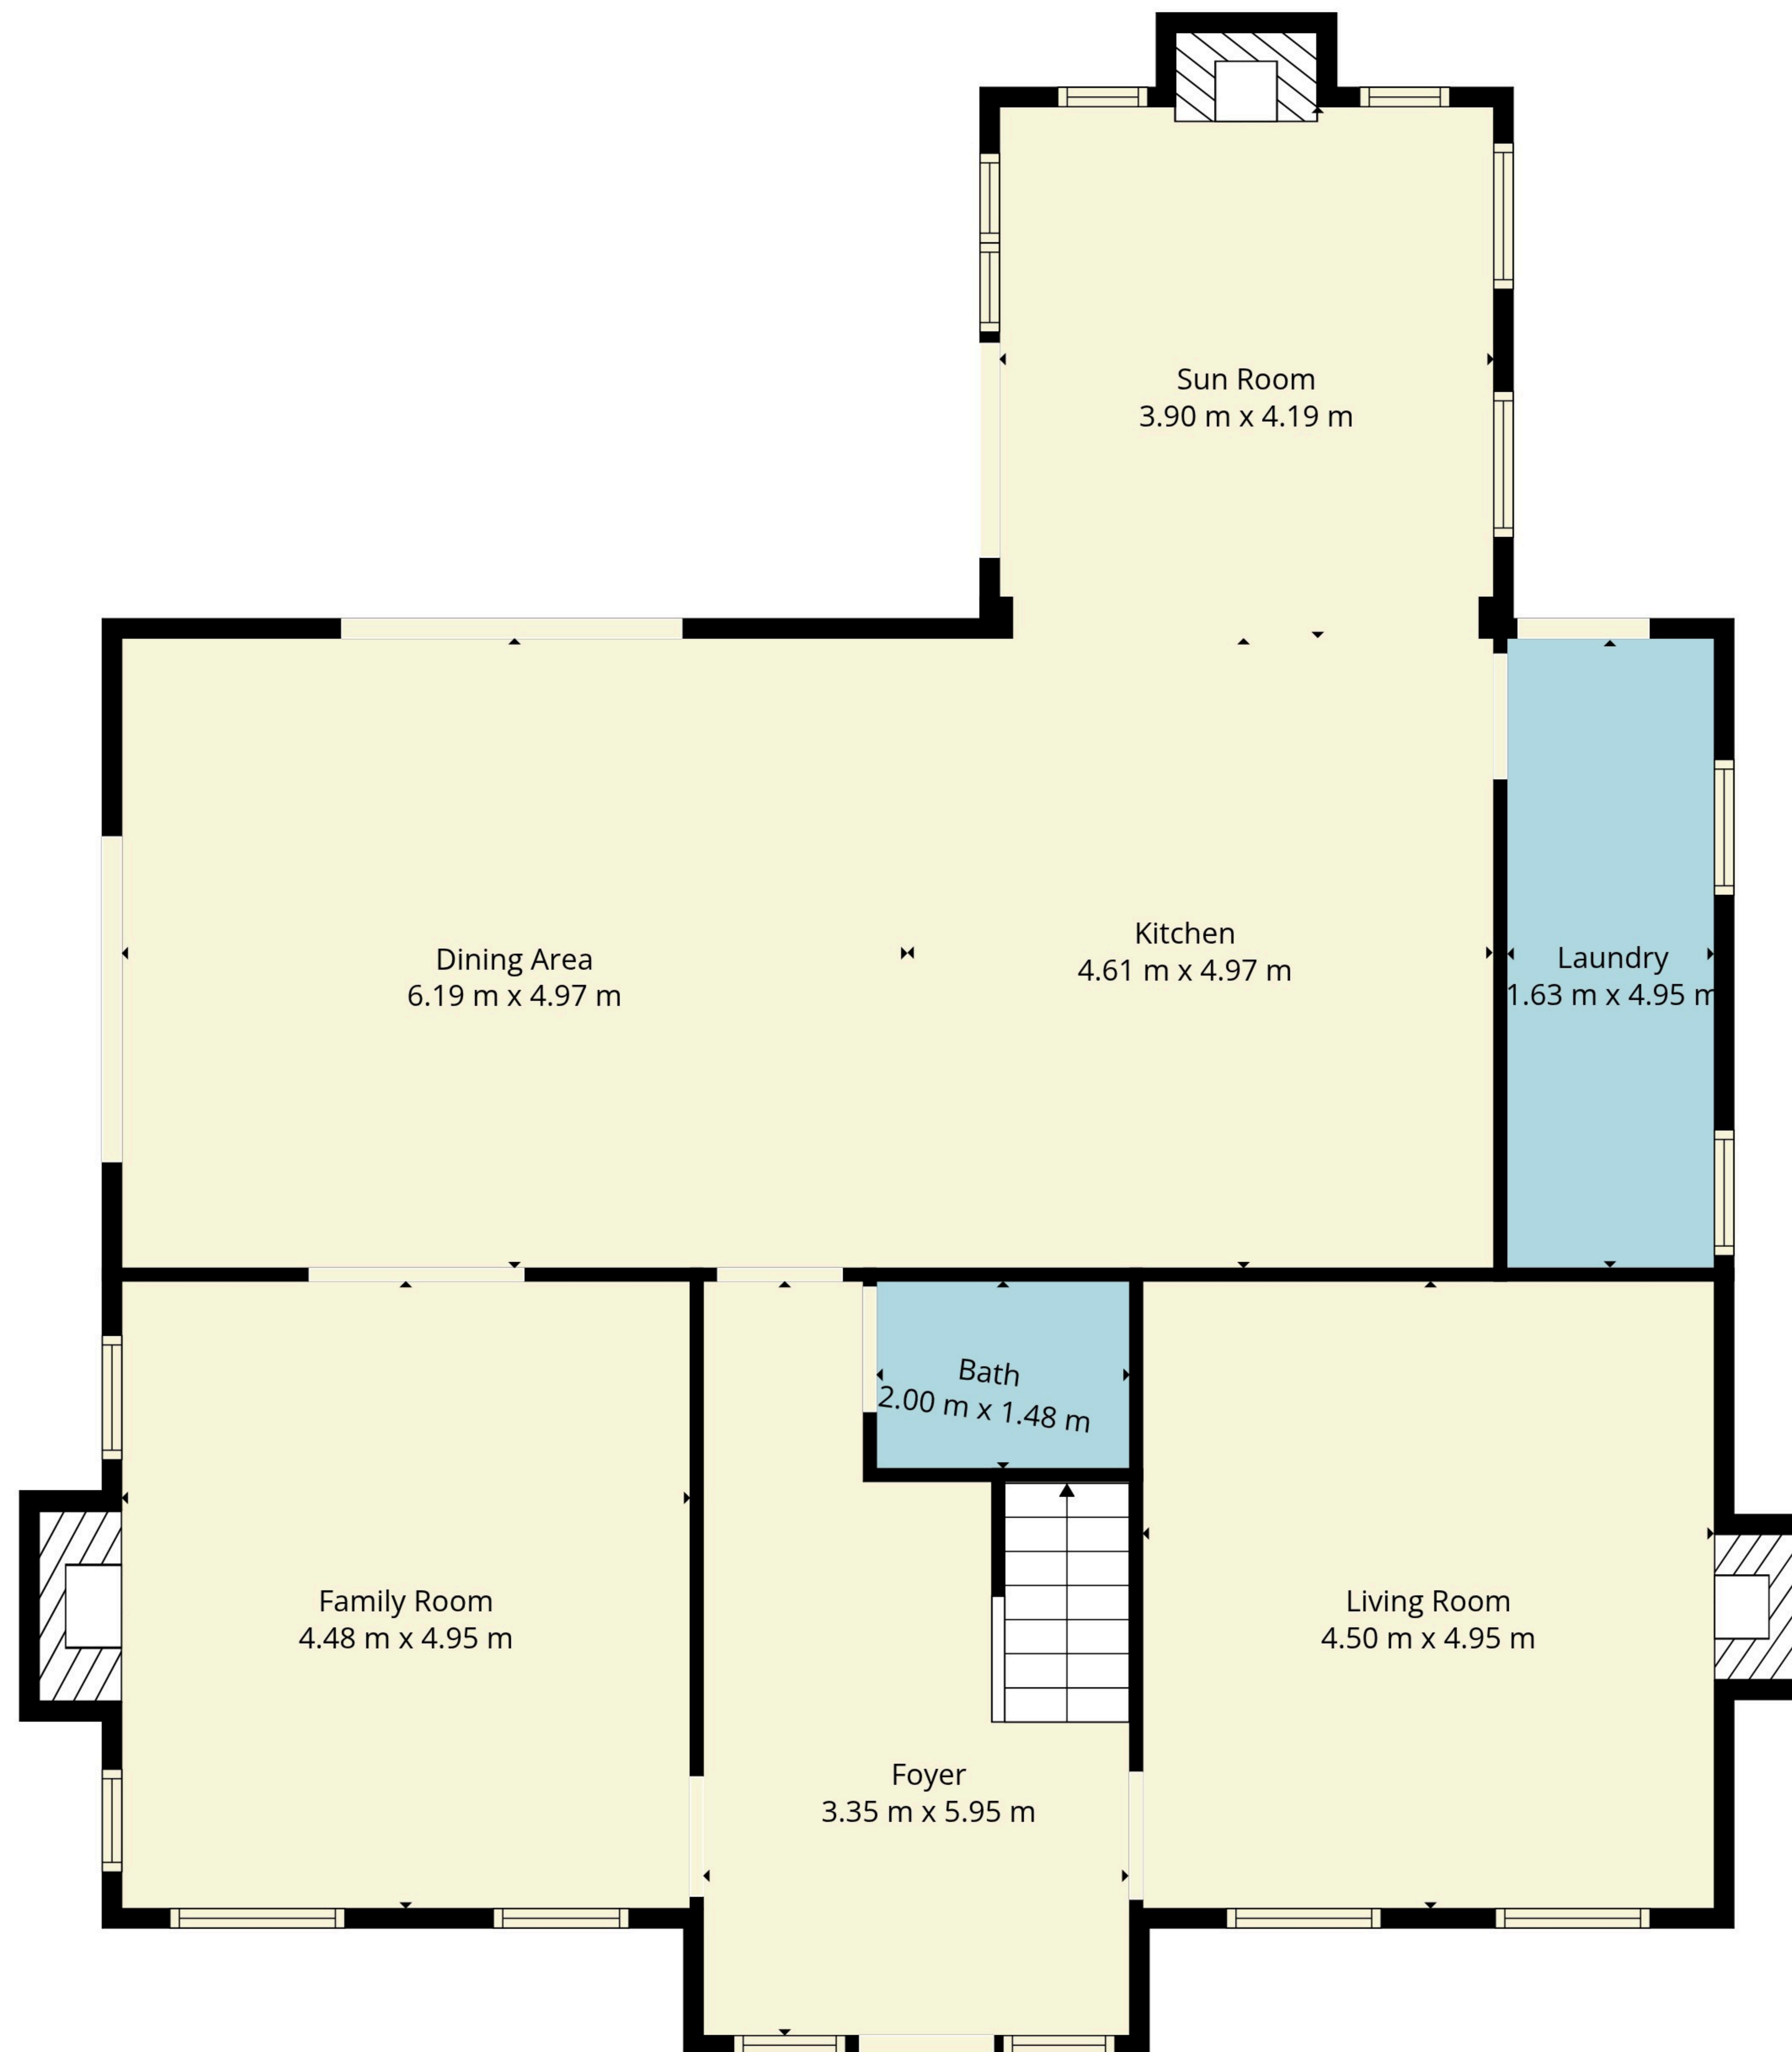 Sun Room
3.90 m x 4.19 m
Kitchen
4.61 m x 4.97 m
Dining Area
6.19 m x 4.97 m
Laundry
1.63 m x 4.95 m
Bath
2.00 m x 1.48 m
Family Room
4.48 m x 4.95 m
Living Room
4.50 m x 4.95 m
Foyer
3.35 m x 5.95 m